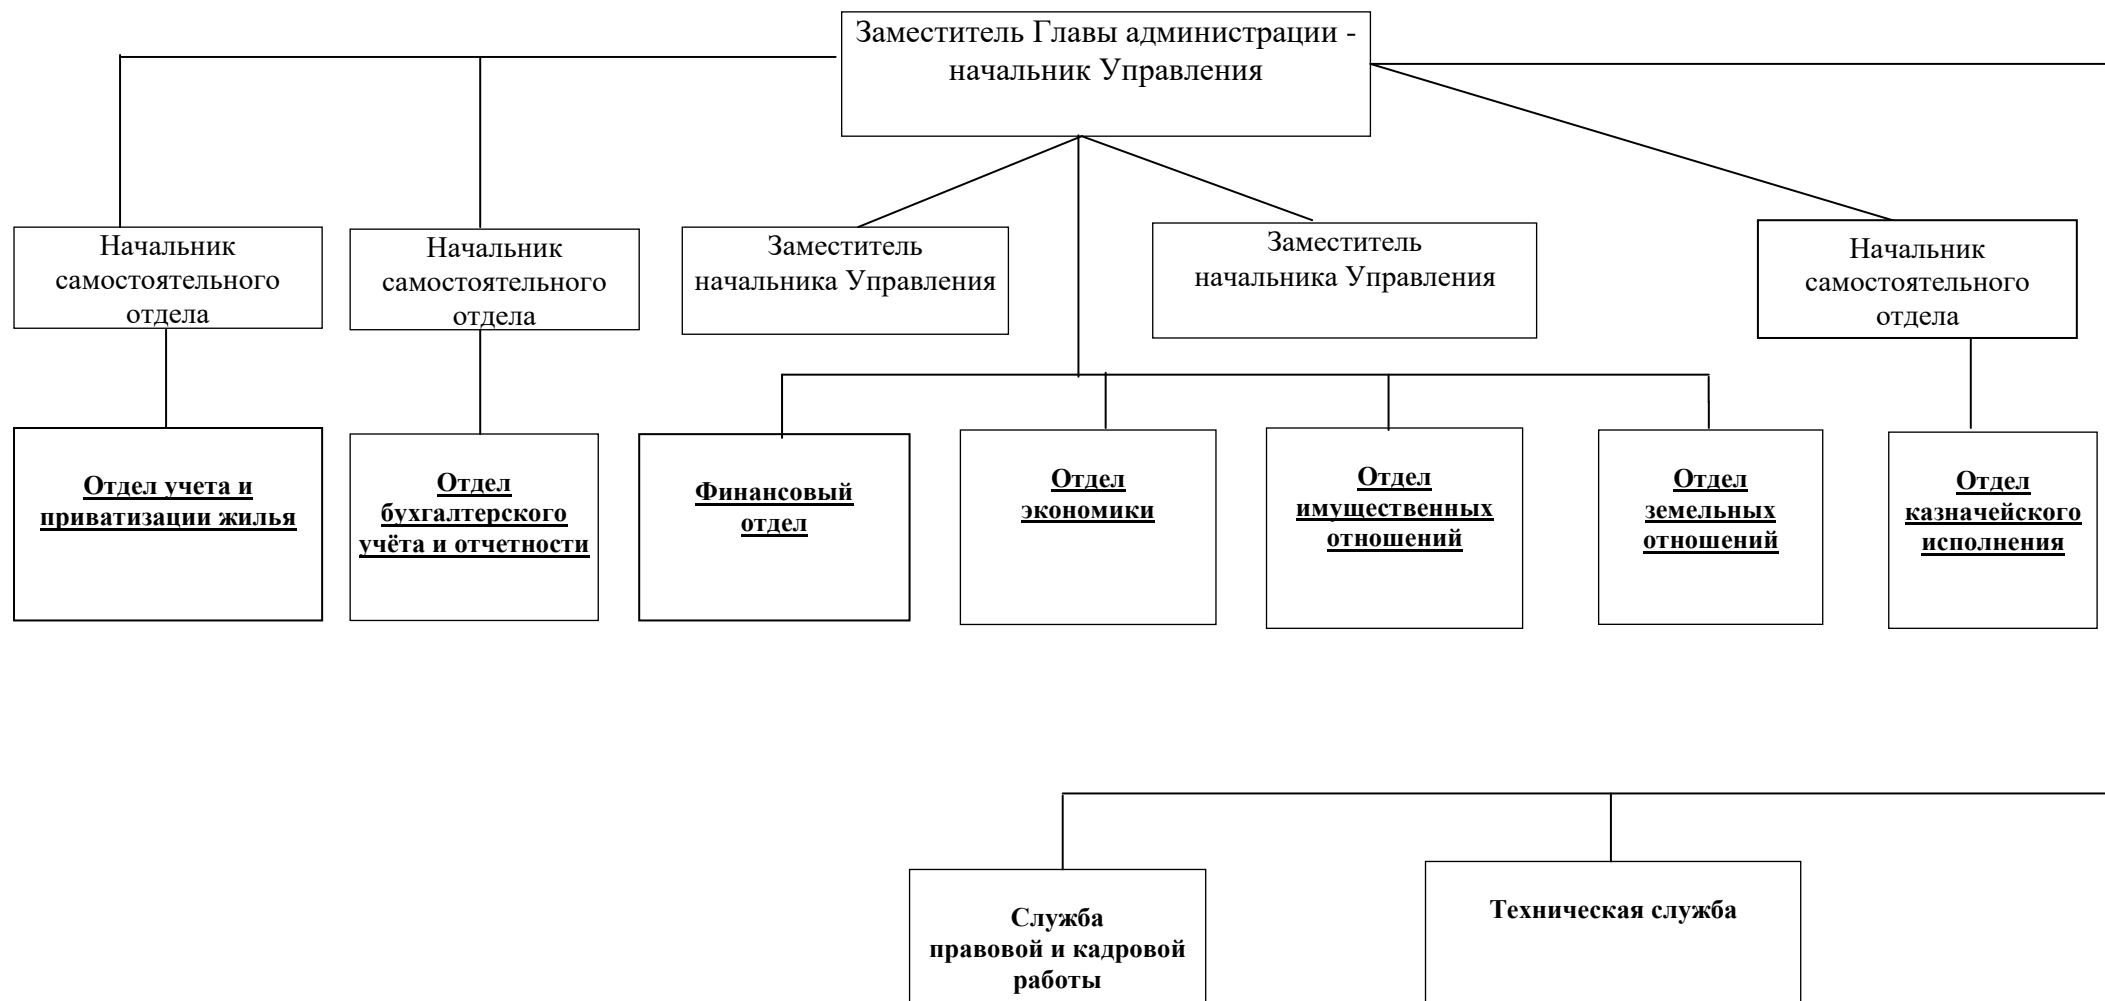 Заместитель Главы администрации -
начальник Управления
Начальник
самостоятельного
отдела
Начальник
самостоятельного
отдела
Заместитель
начальника Управления
Заместитель
начальника Управления
Начальник
самостоятельного
отдела
Отдел учета и
приватизации жилья
Отдел
бухгалтерского
учёта и отчетности
Финансовый
отдел
Отдел
экономики
Отдел
имущественных
отношений
Отдел
земельных
отношений
Отдел
казначейского
исполнения
Служба
правовой и кадровой
работы
Техническая служба